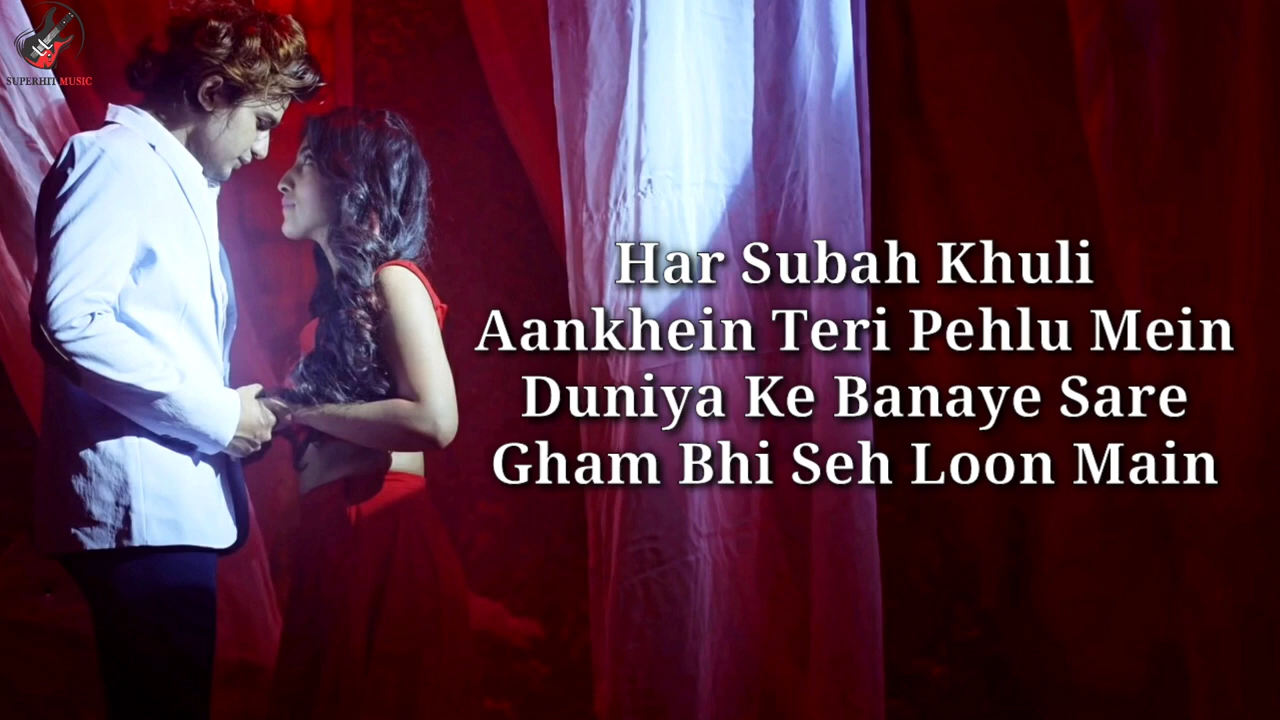 SUPERHIT MUSIC
Har Subah Khuli
Aankhein Teri Pehlu Mein
Duniya Ke Banaye Sare
Gham Bhi Seh Loon Main